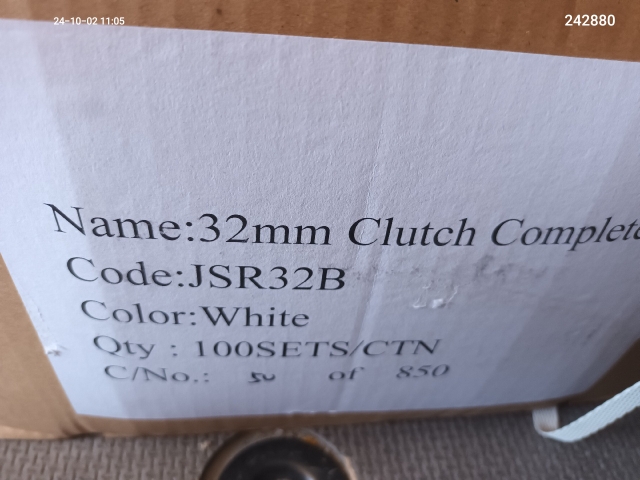 24-10-02 11:05
242880
Name:32mm Clutch Complete
Code:JSR32B
Color:White
Qty : 100SETS/CTN
C/No.: 50 of 850